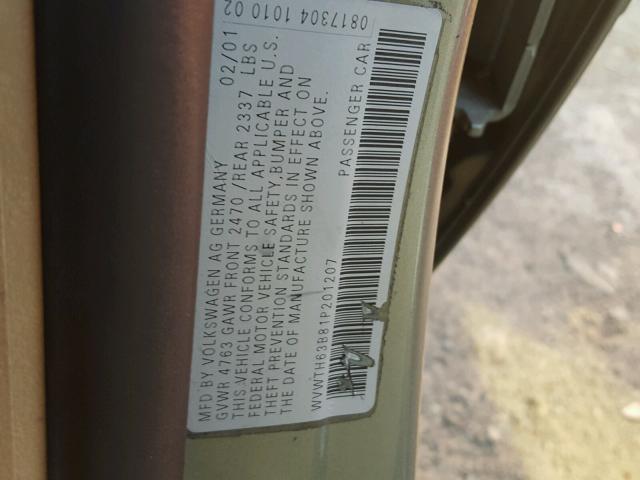 0817304 1010 02
MFD BY VOLKSWAGEN AG GERMANY 02/01
GVWR 4763 GAWR FRONT 2470 /REAR 2337 LBS
THIS VEHICLE CONFORMS TO ALL APPLICABLE U.S.
FEDERAL MOTOR VEHICLE SAFETY, BUMPER AND
THEFT PREVENTION STANDARDS IN EFFECT ON
THE DATE OF MANUFACTURE SHOWN ABOVE.
WVWTH63B81P201207 PASSENGER CAR